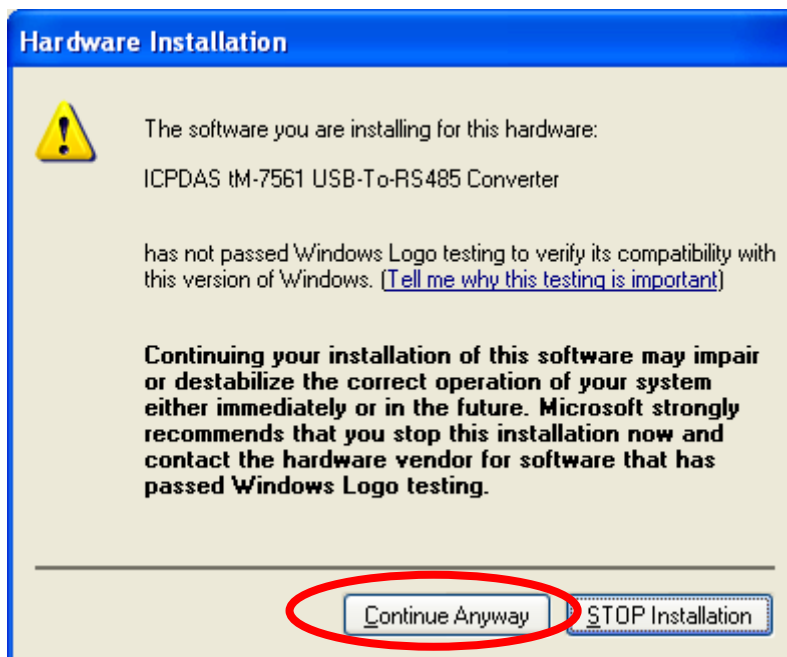 Hardware Installation
The software you are installing for this hardware:
ICPDAS tM-7561 USB-To-RS485 Converter
has not passed Windows Logo testing to verify its compatibility with
this version of Windows. (Tell me why this testing is important)
Continuing your installation of this software may impair
or destabilize the correct operation of your system
either immediately or in the future. Microsoft strongly
recommends that you stop this installation now and
contact the hardware vendor for software that has
passed Windows Logo testing.
Continue Anyway STOP Installation